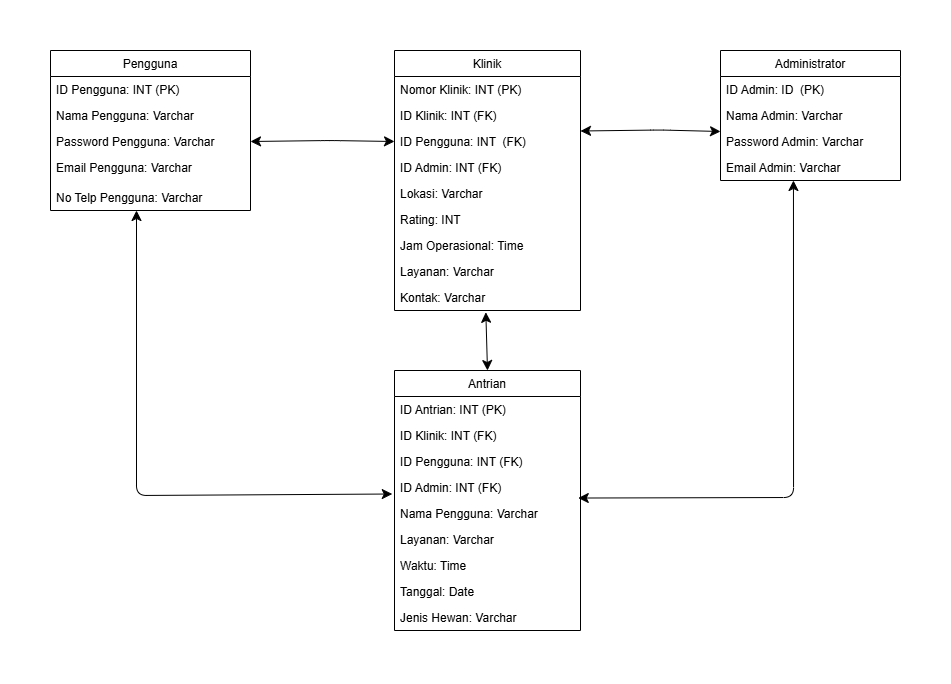 Pengguna
ID Pengguna: INT (PK)
Nama Pengguna: Varchar
Password Pengguna: Varchar
Email Pengguna: Varchar
No Telp Pengguna: Varchar
Klinik
Nomor Klinik: INT (PK)
ID Klinik: INT (FK)
ID Pengguna: INT (FK)
ID Admin: INT (FK)
Lokasi: Varchar
Rating: INT
Jam Operasional: Time
Layanan: Varchar
Kontak: Varchar
Administrator
ID Admin: ID (PK)
Nama Admin: Varchar
Password Admin: Varchar
Email Admin: Varchar
Antrian
ID Antrian: INT (PK)
ID Klinik: INT (FK)
ID Pengguna: INT (FK)
ID Admin: INT (FK)
Nama Pengguna: Varchar
Layanan: Varchar
Waktu: Time
Tanggal: Date
Jenis Hewan: Varchar